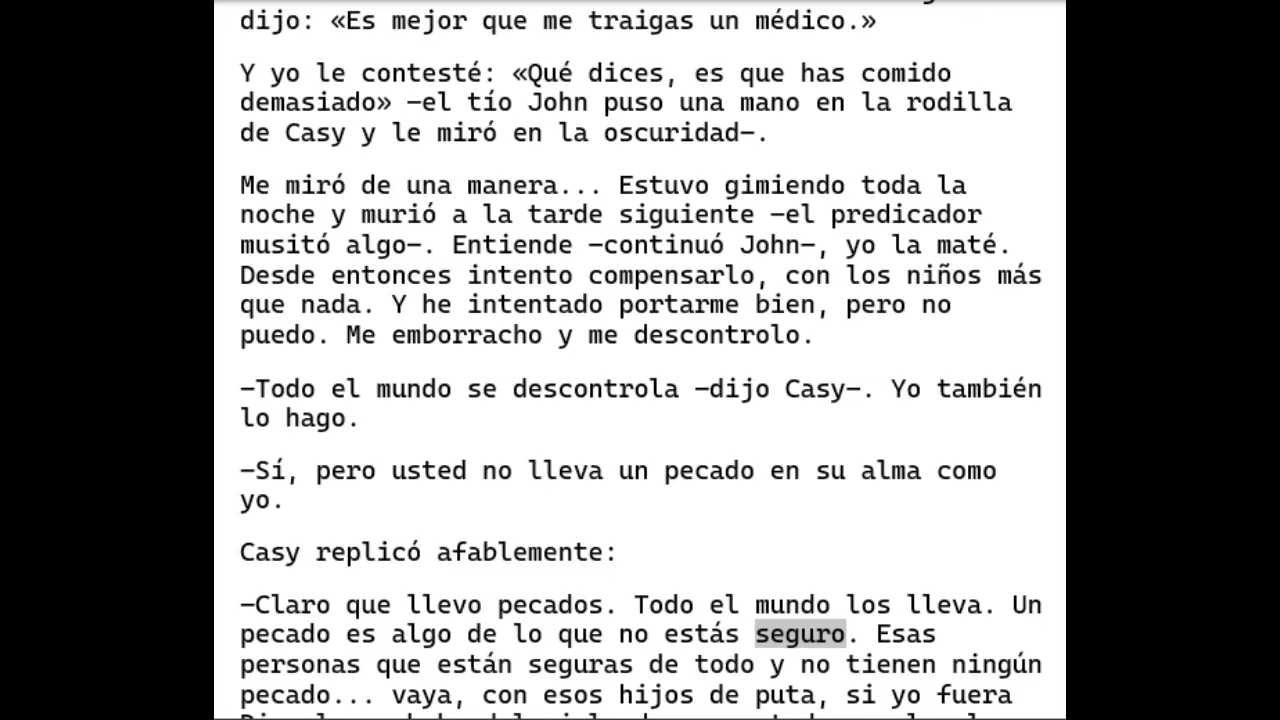 dijo: «Es mejor que me traigas un médico.»
Y yo le contesté: «Qué dices, es que has comido
demasiado» —el tío John puso una mano en la rodilla
de Casy y le miró en la oscuridad—.
Me miró de una manera... Estuvo gimiendo toda la
noche y murió a la tarde siguiente —el predicador
musitó algo—. Entiende —continuó John—, yo la maté.
Desde entonces intento compensarlo, con los niños más
que nada. Y he intentado portarme bien, pero no
puedo. Me emborracho y me descontrolo.
—Todo el mundo se descontrola —dijo Casy—. Yo también
lo hago.
—Sí, pero usted no lleva un pecado en su alma como
yo.
Casy replicó afablemente:
—Claro que llevo pecados. Todo el mundo los lleva. Un
pecado es algo de lo que no estás seguro. Esas
personas que están seguras de todo y no tienen ningún
pecado... vaya, con esos hijos de puta, si yo fuera